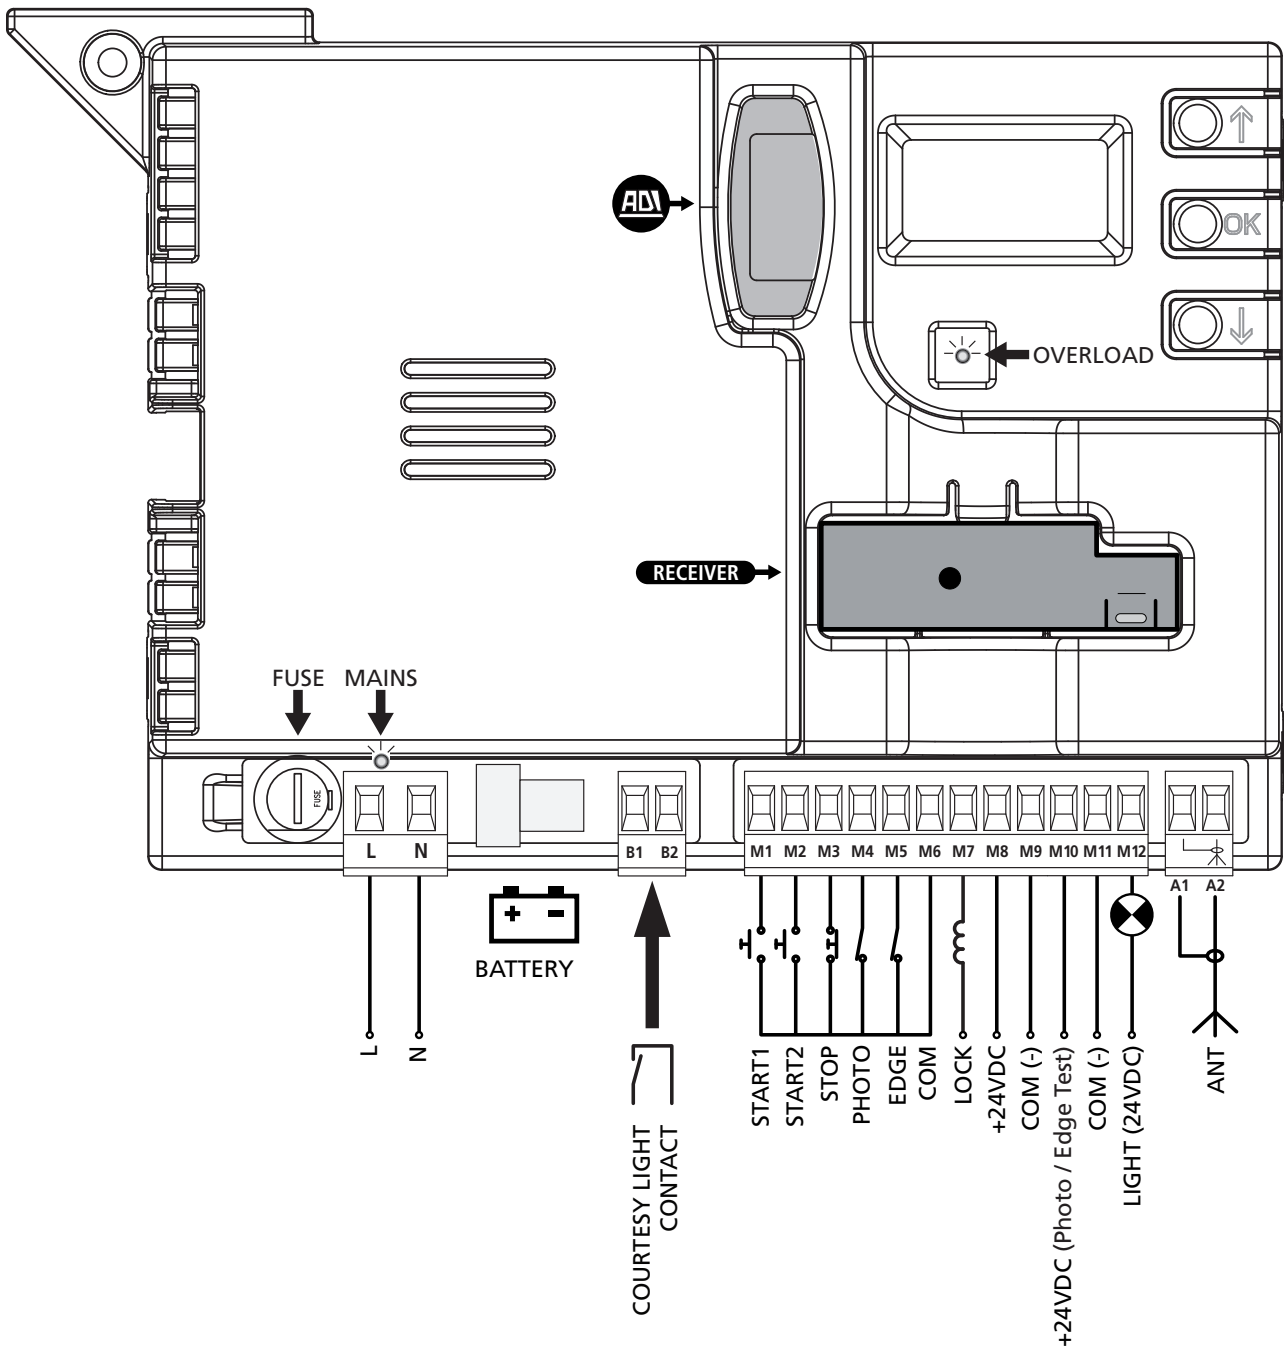 ADI
OK
OVERLOAD
RECEIVER
FUSE MAINS
FUSE
L N
B1 B2
M1 M2 M3 M4 M5 M6 M7 M8 M9 M10 M11 M12
A1 A2
+ -
BATTERY
L
N
COURTESY LIGHT
CONTACT
START1
START2
STOP
PHOTO
EDGE
COM
LOCK
+24VDC
COM (-)
+24VDC (Photo / Edge Test)
COM (-)
LIGHT (24VDC)
ANT